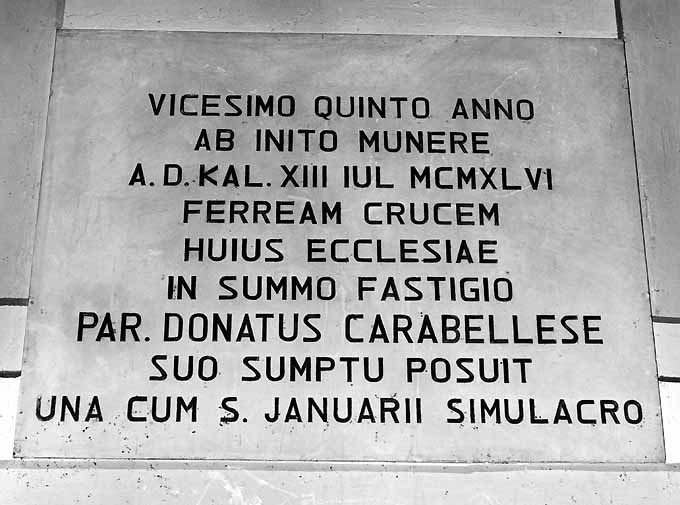 VICESIMO QUINTO ANNO
AB INITO MUNERE
A. D. KAL. XIII IUL MCMXLVI
FERREAM CRUCEM
HUIUS ECCLESIAE
IN SUMMO FASTIGIO
PAR. DONATUS CARABELLESE
SUO SUMPTU POSUIT
UNA CUM S. JANUARII SIMULACRO